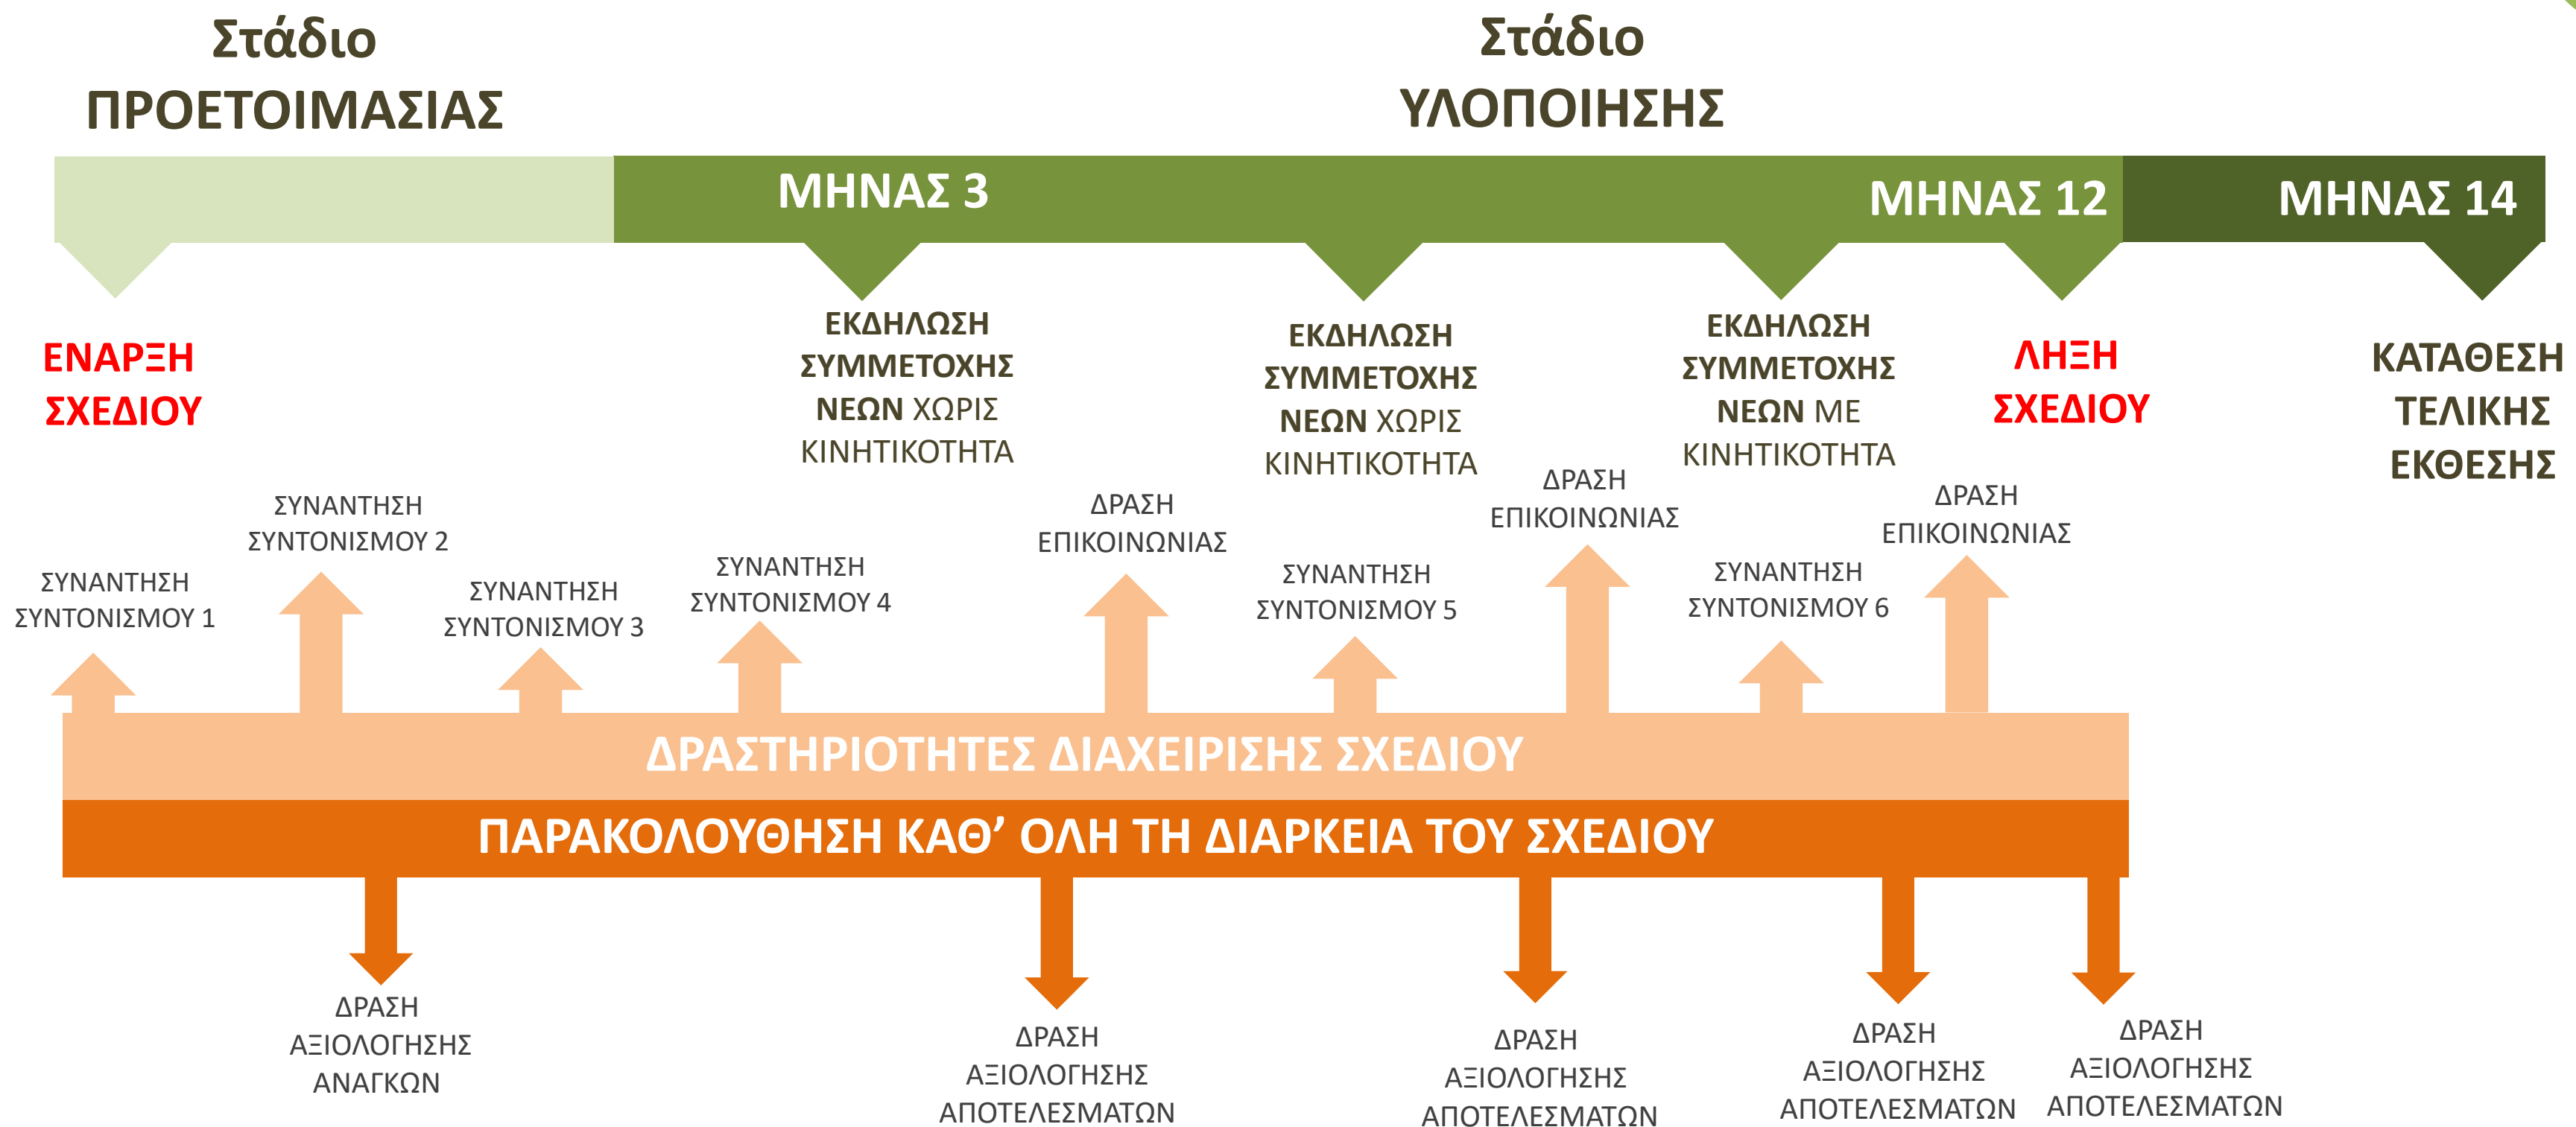 Στάδιο
ΠΡΟΕΤΟΙΜΑΣΙΑΣ
Στάδιο
ΥΛΟΠΟΙΗΣΗΣ
ΜΗΝΑΣ 3
ΜΗΝΑΣ 12
ΜΗΝΑΣ 14
ΕΝΑΡΞΗ
ΣΧΕΔΙΟΥ
ΕΚΔΗΛΩΣΗ
ΣΥΜΜΕΤΟΧΗΣ
ΝΕΩΝ ΧΩΡΙΣ
ΚΙΝΗΤΙΚΟΤΗΤΑ
ΕΚΔΗΛΩΣΗ
ΣΥΜΜΕΤΟΧΗΣ
ΝΕΩΝ ΧΩΡΙΣ
ΚΙΝΗΤΙΚΟΤΗΤΑ
ΕΚΔΗΛΩΣΗ
ΣΥΜΜΕΤΟΧΗΣ
ΝΕΩΝ ΜΕ
ΚΙΝΗΤΙΚΟΤΗΤΑ
ΛΗΞΗ
ΣΧΕΔΙΟΥ
ΚΑΤΑΘΕΣΗ
ΤΕΛΙΚΗΣ
ΕΚΘΕΣΗΣ
ΣΥΝΑΝΤΗΣΗ
ΣΥΝΤΟΝΙΣΜΟΥ 1
ΣΥΝΑΝΤΗΣΗ
ΣΥΝΤΟΝΙΣΜΟΥ 2
ΣΥΝΑΝΤΗΣΗ
ΣΥΝΤΟΝΙΣΜΟΥ 3
ΣΥΝΑΝΤΗΣΗ
ΣΥΝΤΟΝΙΣΜΟΥ 4
ΔΡΑΣΗ
ΕΠΙΚΟΙΝΩΝΙΑΣ
ΣΥΝΑΝΤΗΣΗ
ΣΥΝΤΟΝΙΣΜΟΥ 5
ΔΡΑΣΗ
ΕΠΙΚΟΙΝΩΝΙΑΣ
ΣΥΝΑΝΤΗΣΗ
ΣΥΝΤΟΝΙΣΜΟΥ 6
ΔΡΑΣΗ
ΕΠΙΚΟΙΝΩΝΙΑΣ
ΔΡΑΣΤΗΡΙΟΤΗΤΕΣ ΔΙΑΧΕΙΡΙΣΗΣ ΣΧΕΔΙΟΥ
ΠΑΡΑΚΟΛΟΥΘΗΣΗ ΚΑΘ’ ΟΛΗ ΤΗ ΔΙΑΡΚΕΙΑ ΤΟΥ ΣΧΕΔΙΟΥ
ΔΡΑΣΗ
ΑΞΙΟΛΟΓΗΣΗΣ
ΑΝΑΓΚΩΝ
ΔΡΑΣΗ
ΑΞΙΟΛΟΓΗΣΗΣ
ΑΠΟΤΕΛΕΣΜΑΤΩΝ
ΔΡΑΣΗ
ΑΞΙΟΛΟΓΗΣΗΣ
ΑΠΟΤΕΛΕΣΜΑΤΩΝ
ΔΡΑΣΗ
ΑΞΙΟΛΟΓΗΣΗΣ
ΑΠΟΤΕΛΕΣΜΑΤΩΝ
ΔΡΑΣΗ
ΑΞΙΟΛΟΓΗΣΗΣ
ΑΠΟΤΕΛΕΣΜΑΤΩΝ